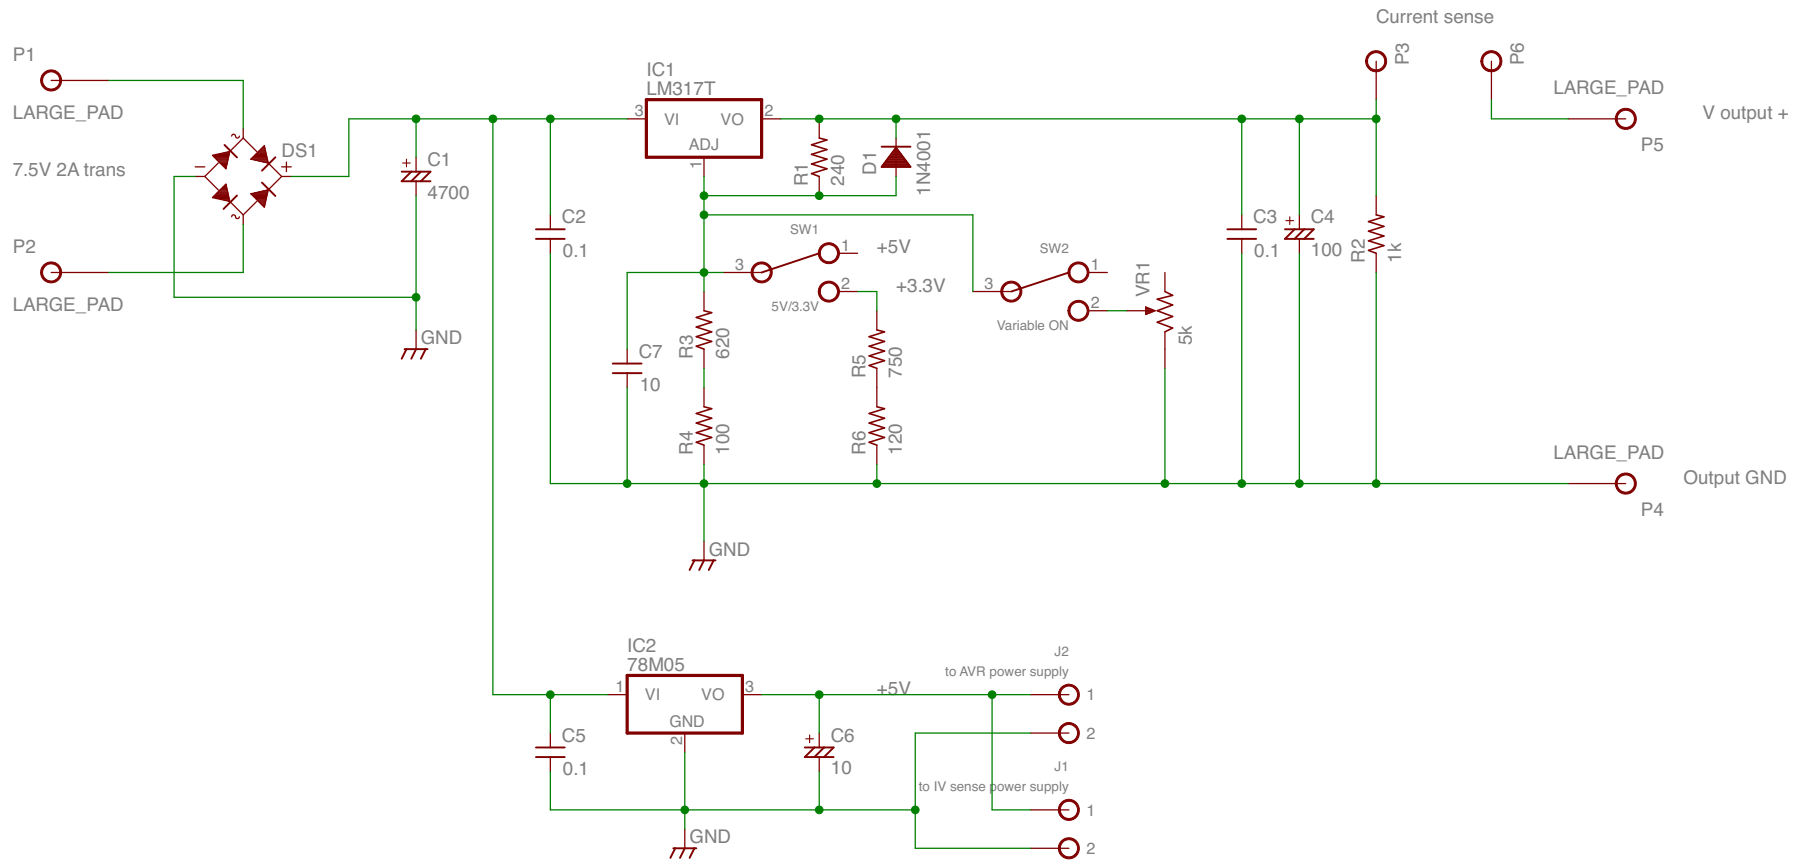 Current sense
P1
P3
P6
LARGE_PAD
7.5V 2A trans
P2
LARGE_PAD
~
~
−
+
DS1
+
C1
4700
GND
IC1
LM317T
3
VI
VO
2
ADJ
1
R1
240
D1
1N4001
C2
0.1
SW1
3
1
+5V
2
+3.3V
5V/3.3V
SW2
3
1
2
Variable ON
VR1
5k
R3
620
C7
10
R4
100
R5
750
R6
120
C3
0.1
+
C4
100
R2
1k
LARGE_PAD
V output +
P5
LARGE_PAD
Output GND
P4
GND
IC2
78M05
1
VI
VO
3
GND
2
+5V
C5
0.1
+
C6
10
GND
J2
to AVR power supply
1
2
J1
to IV sense power supply
1
2